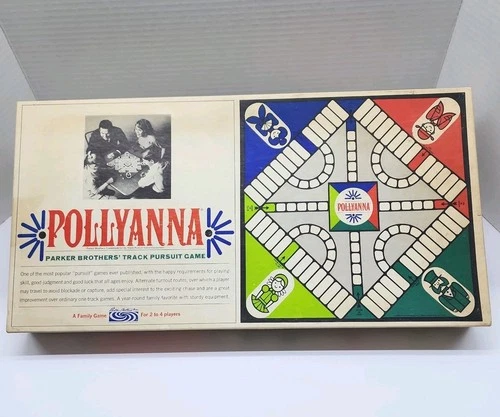 POLLYANNA
PARKER BROTHERS' TRACK PURSUIT GAME
One of the most popular "pursuit" games ever published, with the happy requirements for playing
skill, good judgment and good luck that all ages enjoy. Alternate turnout routes, over which a player
may travel to avoid blockade or capture, add special interest to the exciting chase and are a great
improvement over ordinary one-track games. A year-round family favorite with sturdy equipment.
A Family Game
For 2 to 4 players
POLLYANNA